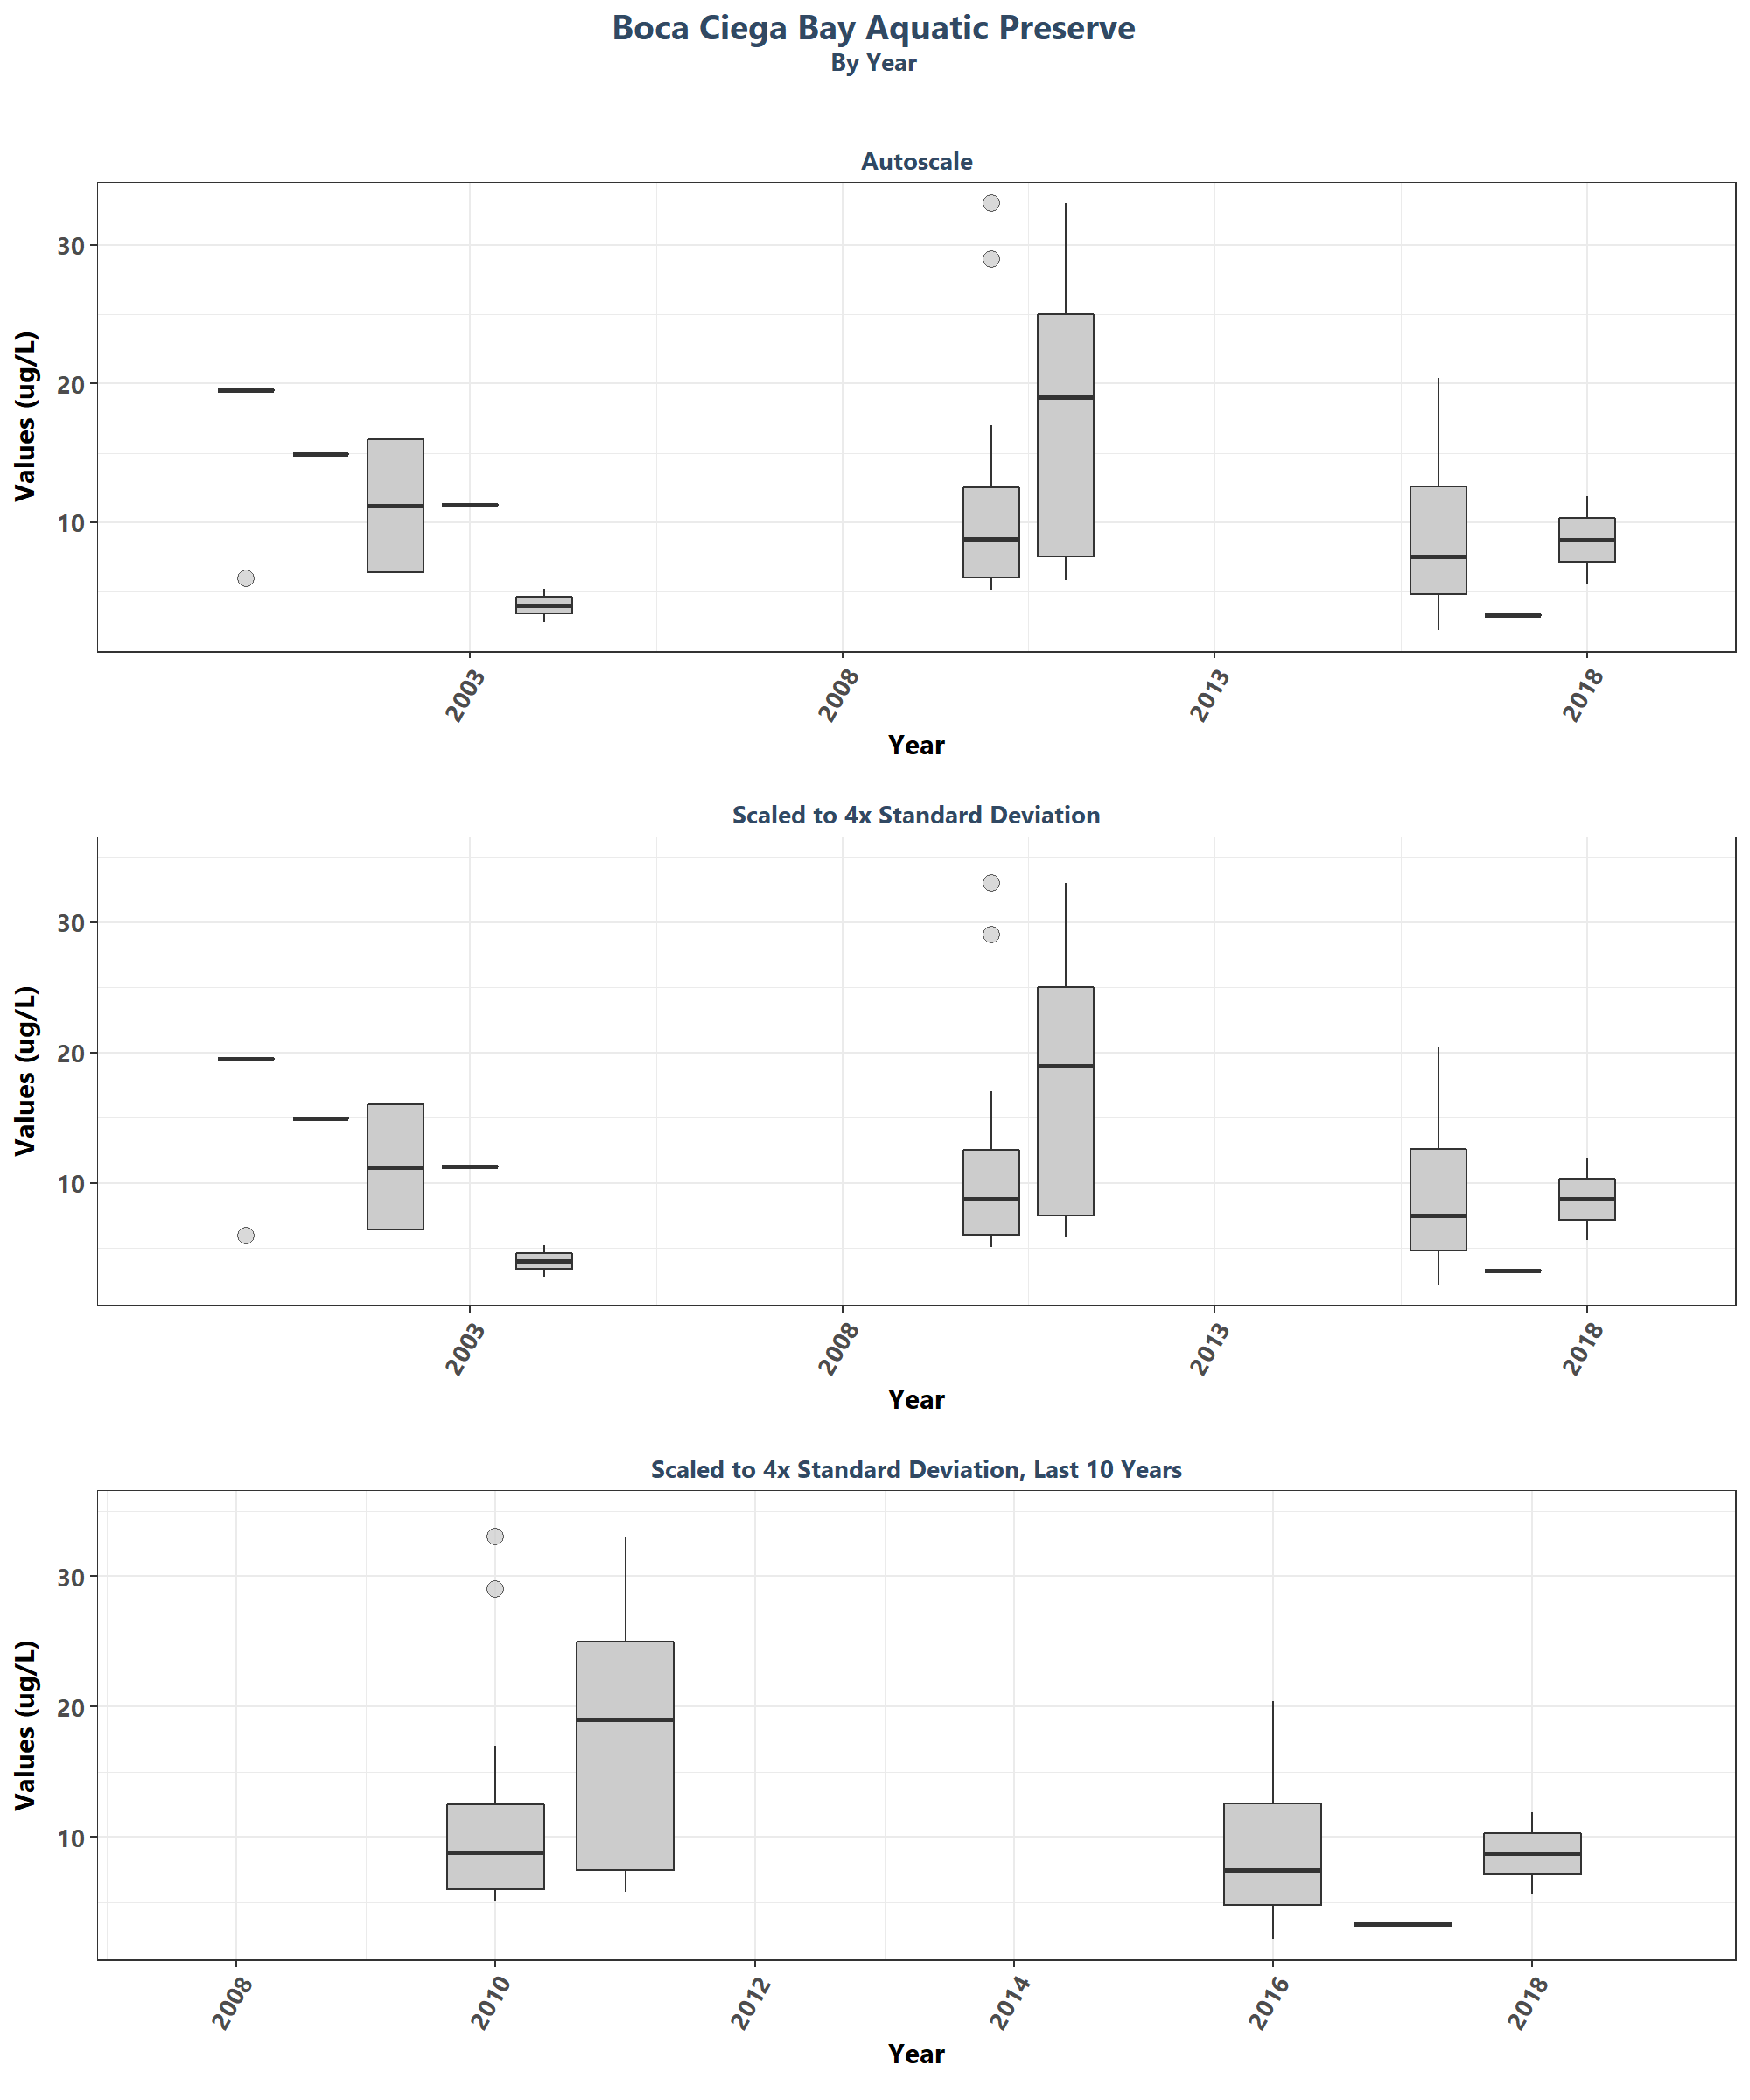 Boca Ciega Bay Aquatic Preserve
By Year
Autoscale
Values (ug/L)
30
20
10
2003
2008
2013
2018
Year
Scaled to 4x Standard Deviation
Values (ug/L)
30
20
10
2003
2008
2013
2018
Year
Scaled to 4x Standard Deviation, Last 10 Years
Values (ug/L)
30
20
10
2008
2010
2012
2014
2016
2018
Year